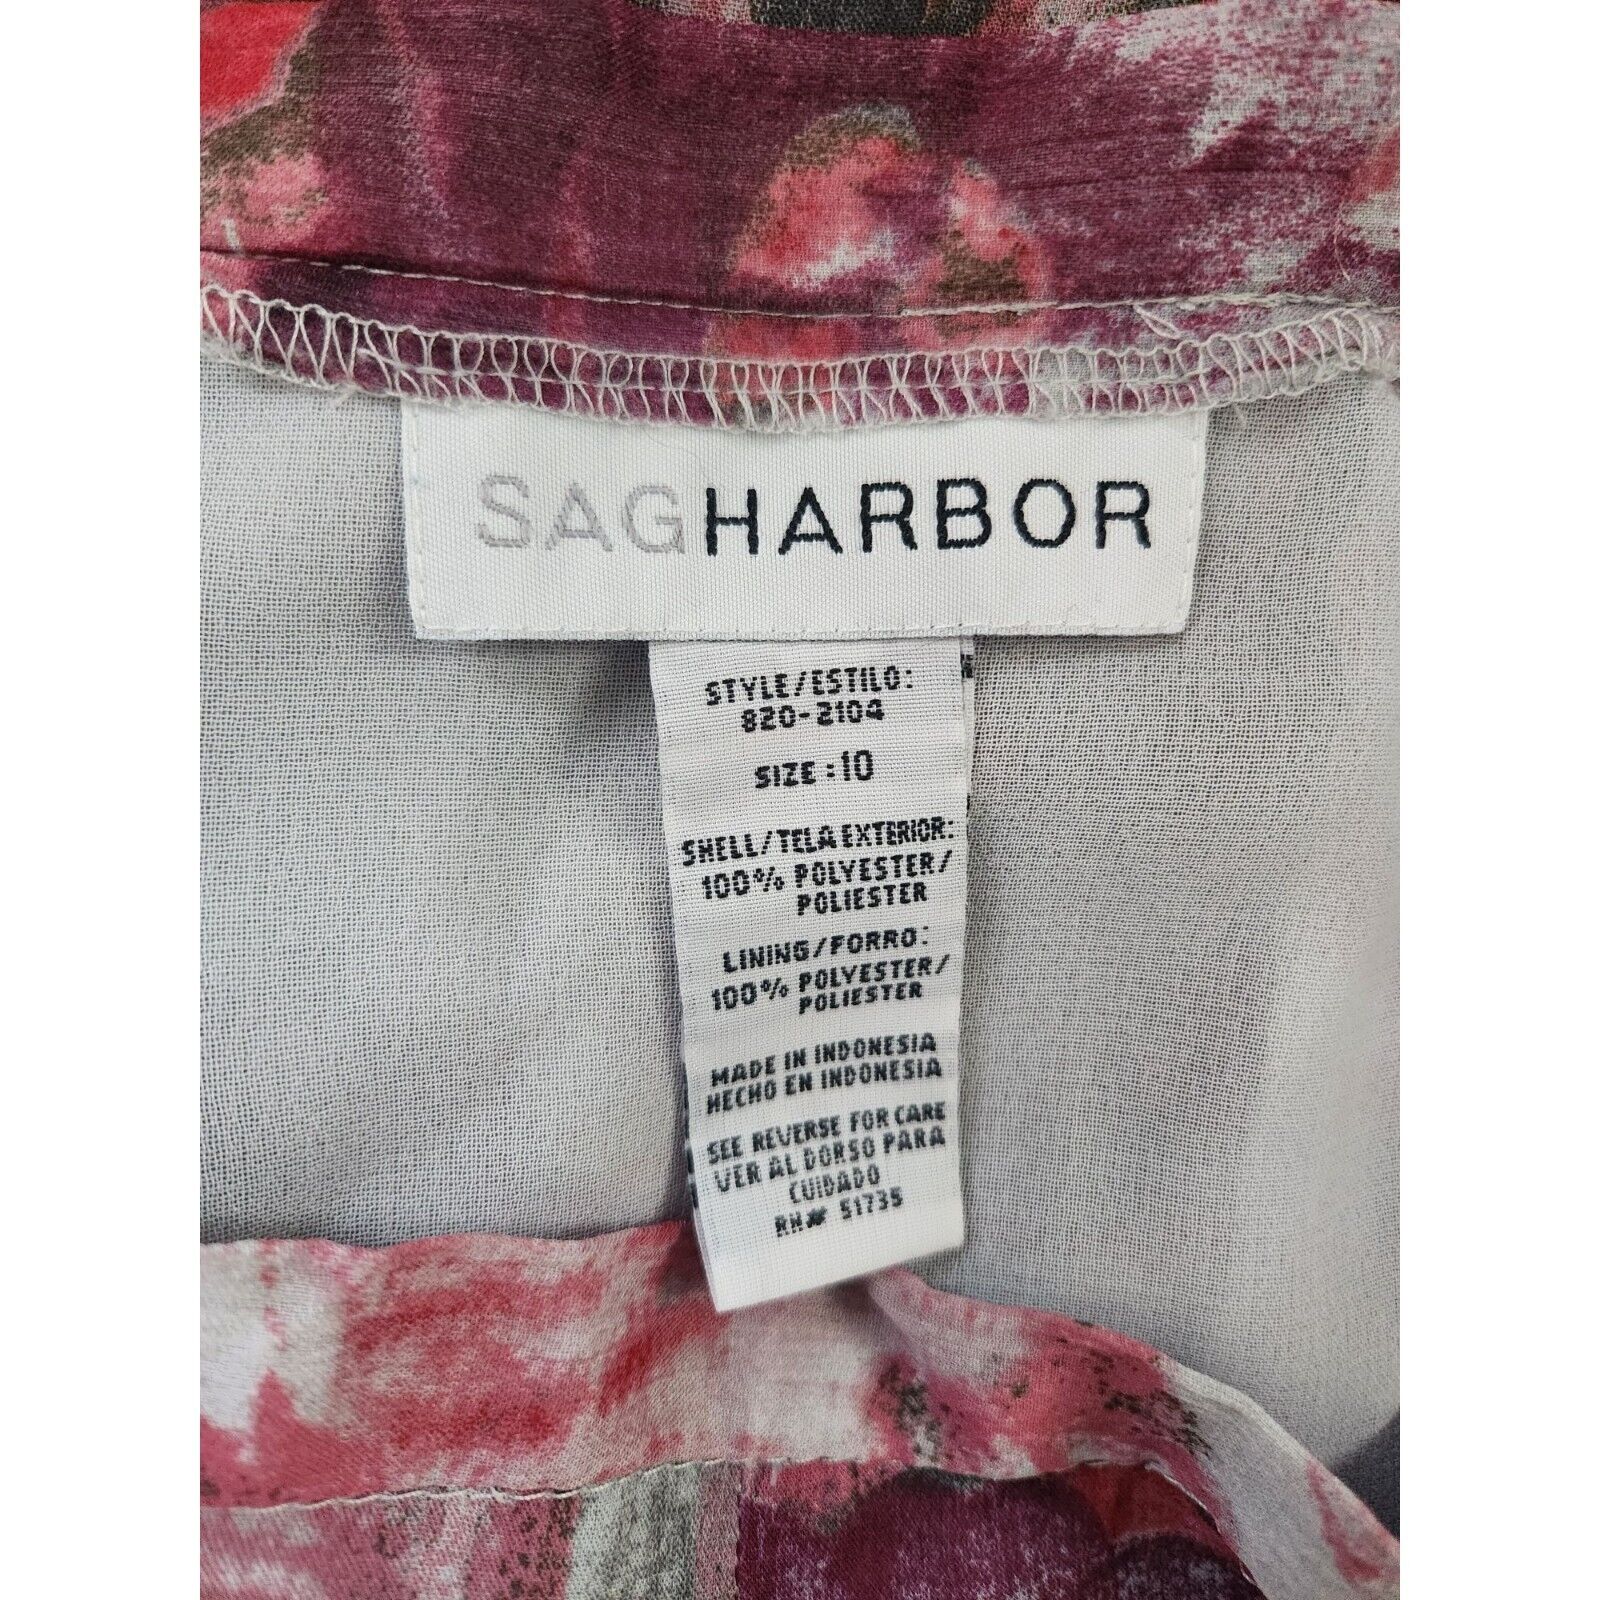 SAGHARBOR
STYLE/ESTILO:
820-2104
SIZE:10
SHELL/TELA EXTERIOR:
100% POLYESTER/
POLIESTER
LINING/FORRO:
100% POLYESTER/
POLIESTER
MADE IN INDONESIA
HECHO EN INDONESIA
SEE REVERSE FOR CARE
VER AL DORSO PARA
CUIDADO
RN# 51735